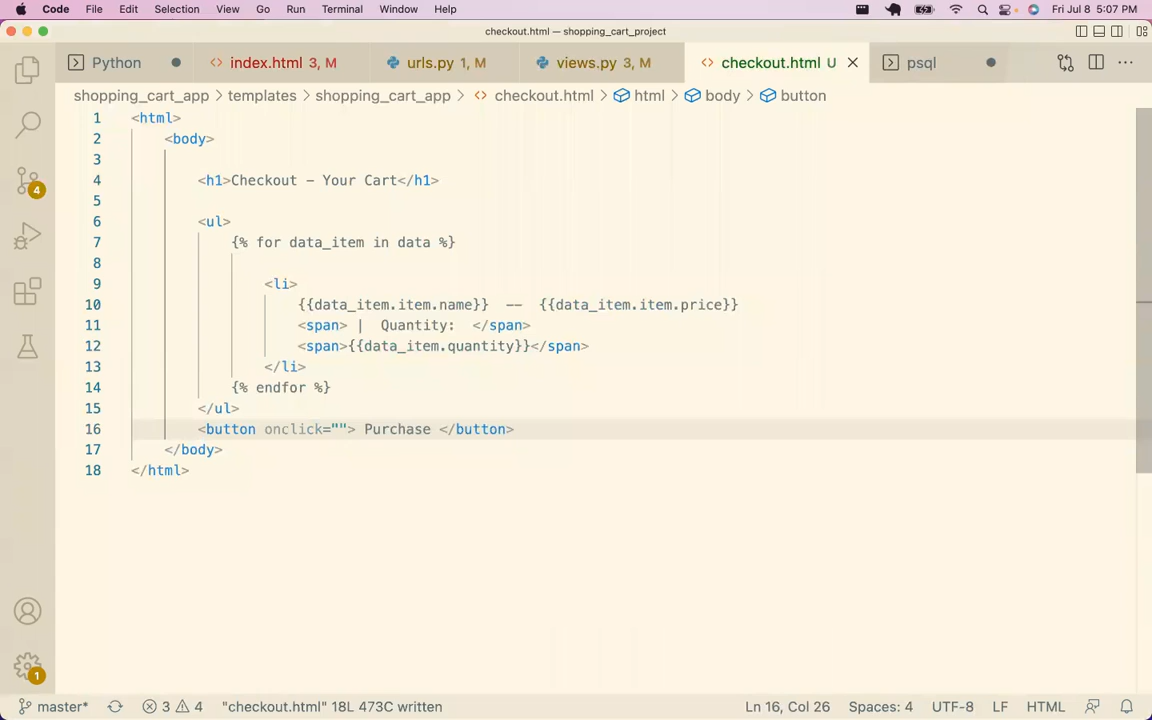 Code File Edit Selection View Go Run Terminal Window Help Fri Jul 8 5:07 PM
checkout.html — shopping_cart_project
Python index.html 3, M urls.py 1, M views.py 3, M checkout.html U psql
shopping_cart_app > templates > shopping_cart_app > checkout.html > html > body > button
1 <html>
2 <body>
3
4 <h1>Checkout - Your Cart</h1>
5
6 <ul>
7 {% for data_item in data %}
8
9 <li>
10 {{data_item.item.name}} -- {{data_item.item.price}}
11 <span> | Quantity: </span>
12 <span>{{data_item.quantity}}</span>
13 </li>
14 {% endfor %}
15 </ul>
16 <button onclick=""> Purchase </button>
17 </body>
18 </html>
4
1
master* 3 4 "checkout.html" 18L 473C written Ln 16, Col 26 Spaces: 4 UTF-8 LF HTML